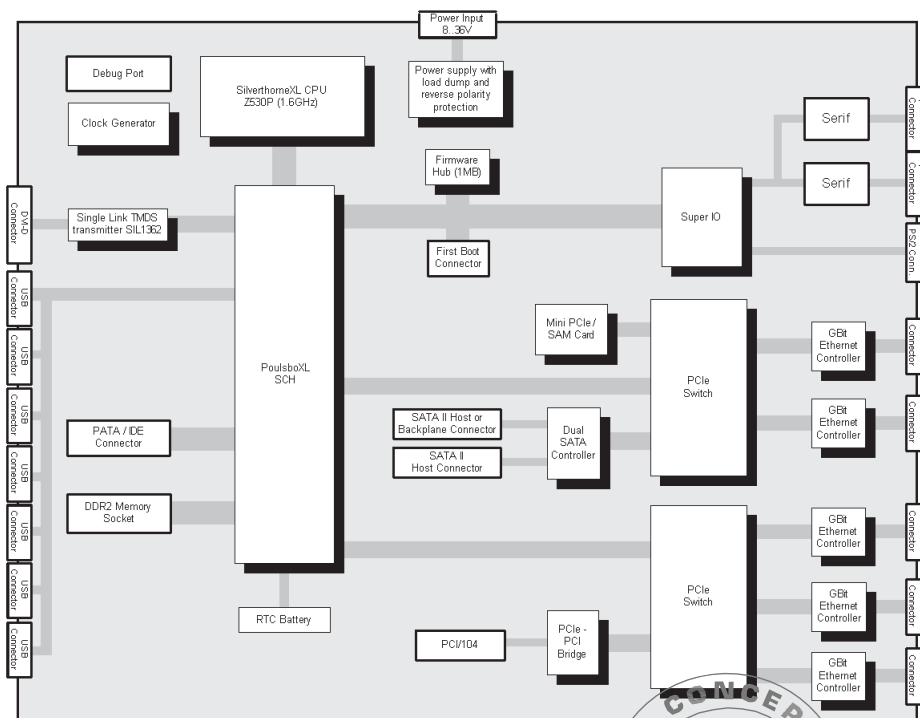 Power Input
8..36V
Debug Port
SilverthorneXL CPU
Z530P (1.6GHz)
Power supply with
load dump and
reverse polarity
protection
Clock Generator
Serif
Connector
Firmware
Hub (1MB)
Serif
Connector
DVI-D
Connector
Single Link TMDS
transmitter SIL1362
Super IO
First Boot
Connector
PS/2 Conn.
USB
Connector
USB
Connector
USB
Connector
USB
Connector
USB
Connector
USB
Connector
USB
Connector
PoulsboXL
SCH
Mini PCIe /
SAM Card
PCIe
Switch
GBit
Ethernet
Controller
Connector
SATA II Host or
Backplane Connector
SATA II
Host Connector
Dual
SATA
Controller
GBit
Ethernet
Controller
Connector
PATA / IDE
Connector
DDR2 Memory
Socket
GBit
Ethernet
Controller
Connector
PCIe
Switch
GBit
Ethernet
Controller
Connector
RTC Battery
PCI/104
PCIe -
PCI
Bridge
GBit
Ethernet
Controller
Connector